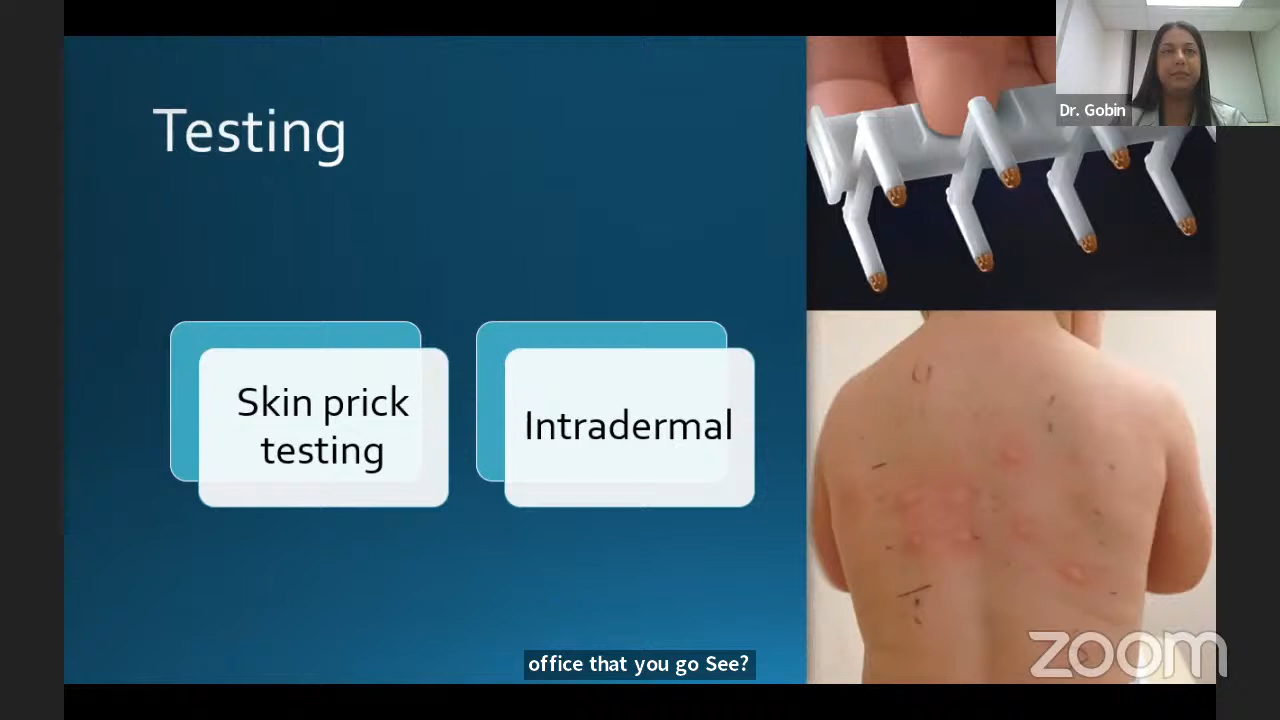 Testing
Dr. Gobin
Skin prick
testing
Intradermal
office that you go See?
zoom